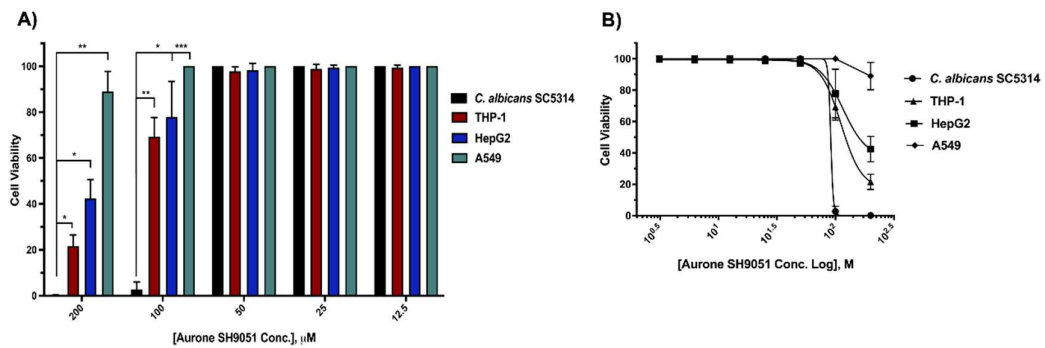 A)
** 
* *** 
** 
* 
* 
100
80
60
40
20
0
Cell Viability
200
100
50
25
12.5
[Aurone SH9051 Conc.], μM
C. albicans SC5314
THP-1
HepG2
A549
B)
100
80
60
40
20
0
Cell Viability
10^0.5
10^1
10^1.5
10^2
10^2.5
[Aurone SH9051 Conc. Log], M
C. albicans SC5314
THP-1
HepG2
A549